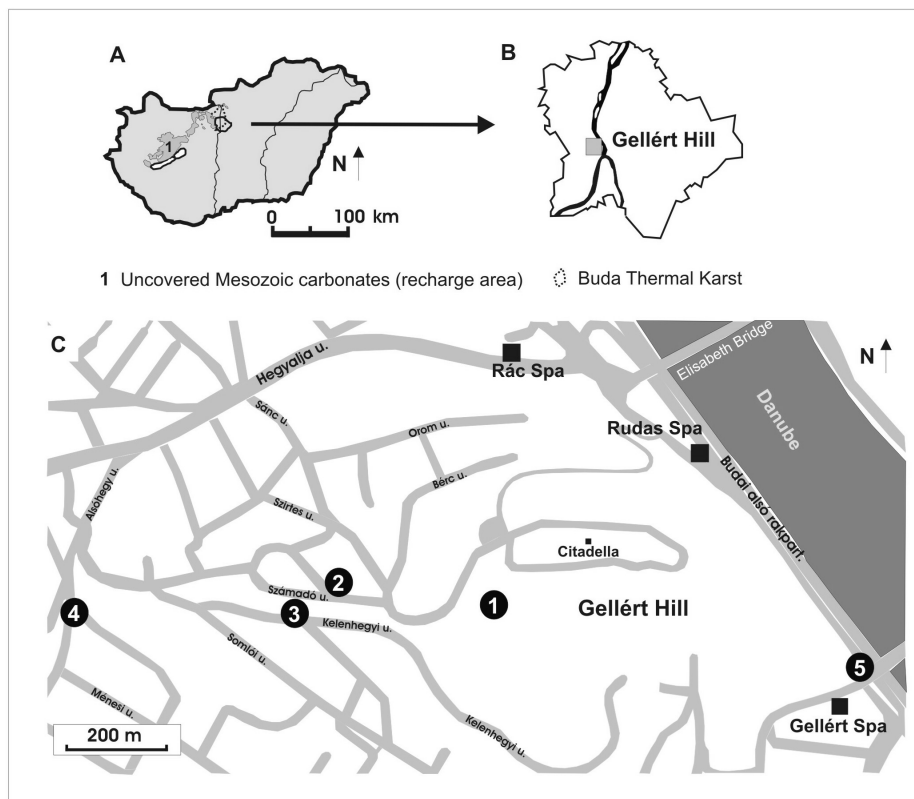 A
B
1
N
0 100 km
Gellért Hill
1 Uncovered Mesozoic carbonates (recharge area)
Buda Thermal Karst
C
N
Hegyalja u.
Rác Spa
Elisabeth Bridge
Danube
Sánc u.
Orom u.
Rudas Spa
Budai alsó rakpart.
Alsóhegy u.
Bérc u.
Szirtes u.
Citadella
2
Számadó u.
1
Gellért Hill
4
3
Kelenhegyi u.
Somlói u.
5
Ménesi u.
Kelenhegyi u.
Gellért Spa
200 m